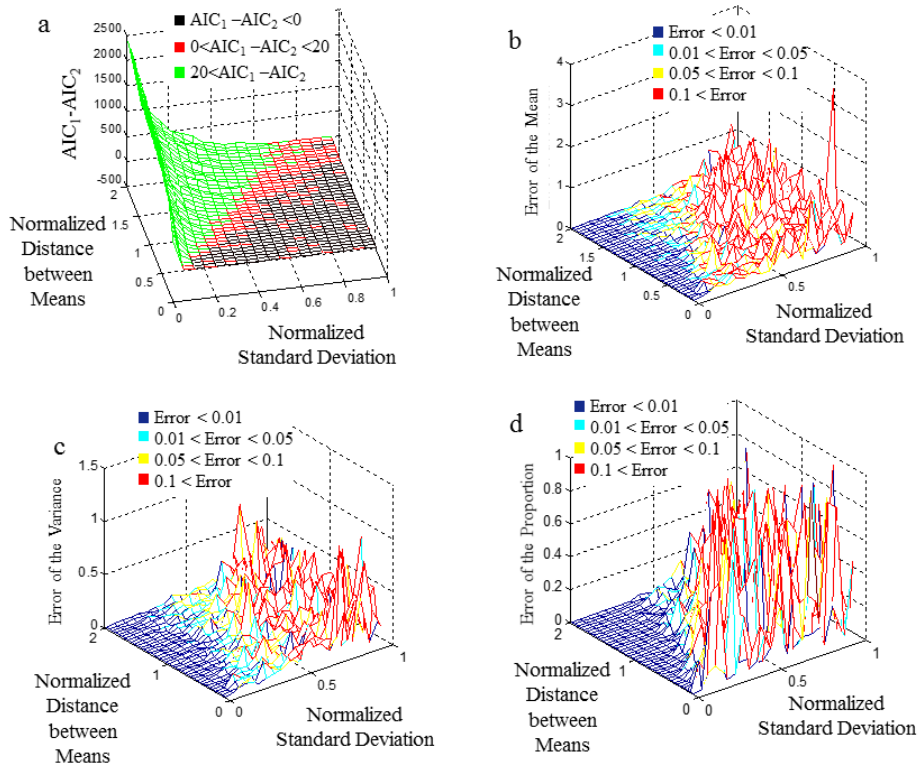 a
AIC1 –AIC2 <0
0<AIC1 –AIC2 <20
20<AIC1 –AIC2
AIC1-AIC2
2500
2000
1500
1000
500
0
-500
2
1.5
1
0.5
0
0
0.2
0.4
0.6
0.8
1
Normalized
Distance
between
Means
Normalized
Standard Deviation
b
Error < 0.01
0.01 < Error < 0.05
0.05 < Error < 0.1
0.1 < Error
Error of the Mean
4
3
2
1
0
2
1.5
1
0.5
0
0
0.5
1
Normalized
Distance
between
Means
Normalized
Standard Deviation
c
Error < 0.01
0.01 < Error < 0.05
0.05 < Error < 0.1
0.1 < Error
Error of the Variance
1.5
1
0.5
0
2
1
0
0
0.5
1
Normalized
Distance
between
Means
Normalized
Standard Deviation
d
Error < 0.01
0.01 < Error < 0.05
0.05 < Error < 0.1
0.1 < Error
Error of the Proportion
1
0.8
0.6
0.4
0.2
0
2
1
0
0
0.5
1
Normalized
Distance
between
Means
Normalized
Standard Deviation